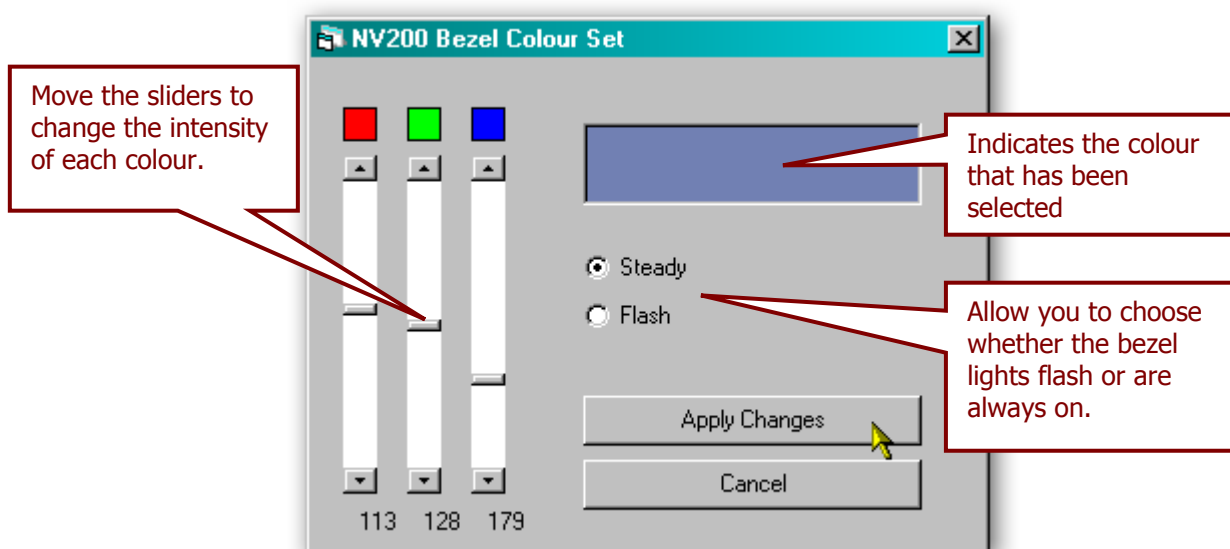 NV200 Bezel Colour Set
Move the sliders to
change the intensity
of each colour.
Indicates the colour
that has been
selected
Steady
Flash
Allow you to choose
whether the bezel
lights flash or are
always on.
Apply Changes
Cancel
113 128 179